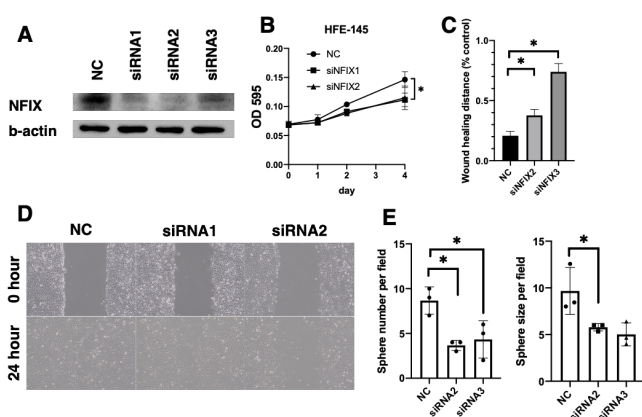 A
NC
siRNA1
siRNA2
siRNA3
NFIX
b-actin
B
HFE-145
OD 595
0.20
0.15
0.10
0.05
0.00
NC
siNFIX1
siNFIX2
*
0 1 2 3 4
day
C
Wound healing distance (% control)
1.0
0.5
0.0
*
*
NC
siNFIX2
siNFIX3
D
NC siRNA1 siRNA2
0 hour
24 hour
E
Sphere number per field
15
10
5
0
*
*
NC
siRNA2
siRNA3
Sphere size per field
15
10
5
0
*
NC
siRNA2
siRNA3